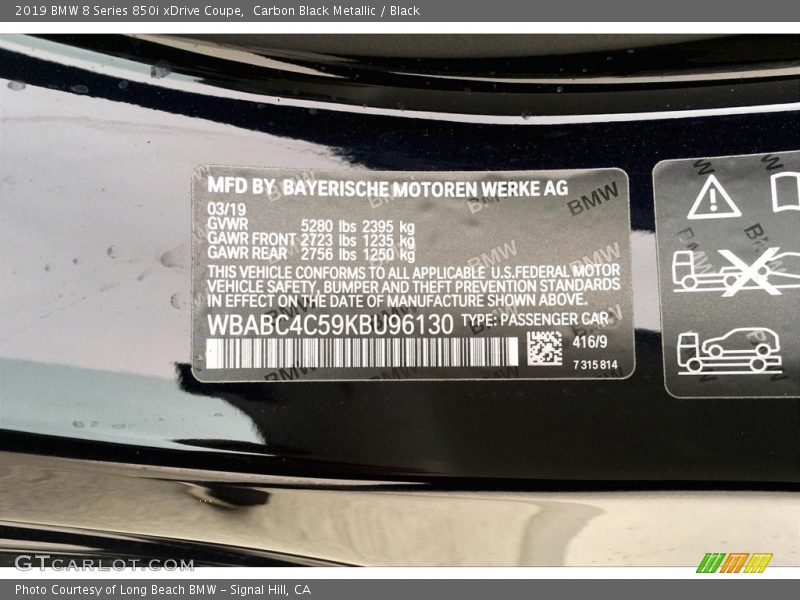 2019 BMW 8 Series 850i xDrive Coupe, Carbon Black Metallic / Black
MFD BY BAYERISCHE MOTOREN WERKE AG
03/19
GVWR 5280 lbs 2395 kg
GAWR FRONT 2723 lbs 1235 kg
GAWR REAR 2756 lbs 1250 kg
THIS VEHICLE CONFORMS TO ALL APPLICABLE U.S.FEDERAL MOTOR
VEHICLE SAFETY, BUMPER AND THEFT PREVENTION STANDARDS
IN EFFECT ON THE DATE OF MANUFACTURE SHOWN ABOVE.
WBABC4C59KBU96130 TYPE: PASSENGER CAR
416/9
7 315 814
GTCARLOT.COM
Photo Courtesy of Long Beach BMW - Signal Hill, CA